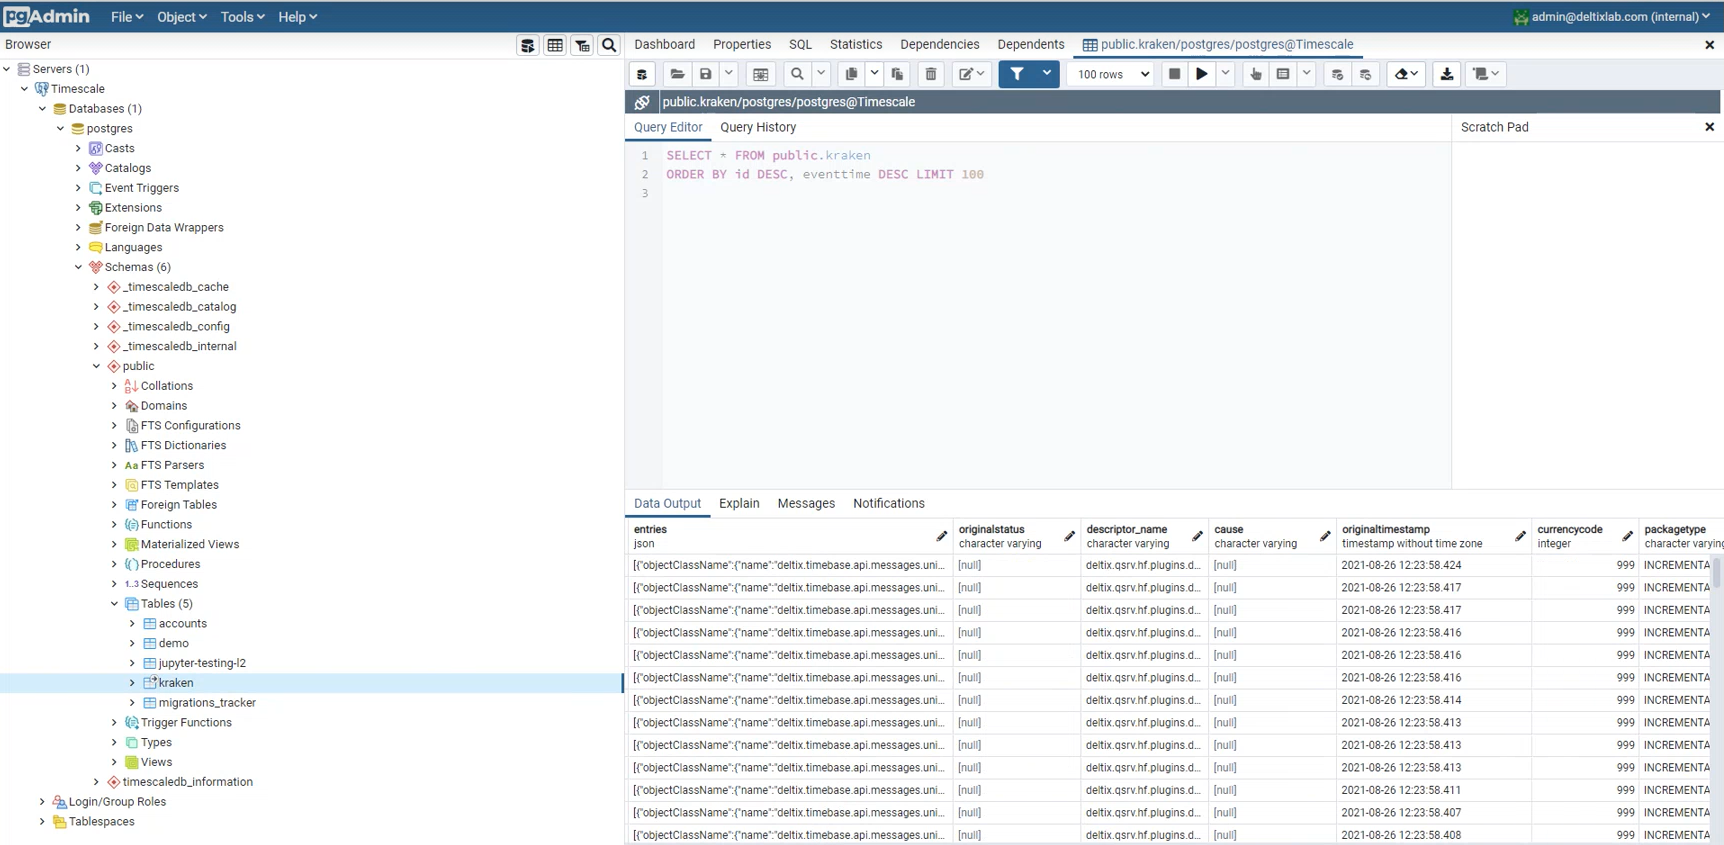 pgAdmin File Object Tools Help admin@deltixlab.com (internal)
Browser
Dashboard Properties SQL Statistics Dependencies Dependents public.kraken/postgres/postgres@Timescale
100 rows
public.kraken/postgres/postgres@Timescale
Servers (1)
Timescale
Databases (1)
postgres
Casts
Catalogs
Event Triggers
Extensions
Foreign Data Wrappers
Languages
Schemas (6)
_timescaledb_cache
_timescaledb_catalog
_timescaledb_config
_timescaledb_internal
public
Collations
Domains
FTS Configurations
FTS Dictionaries
Aa FTS Parsers
FTS Templates
Foreign Tables
Functions
Materialized Views
Procedures
1..3 Sequences
Tables (5)
accounts
demo
jupyter-testing-l2
kraken
migrations_tracker
Trigger Functions
Types
Views
timescaledb_information
Login/Group Roles
Tablespaces
Query Editor Query History
Scratch Pad
1 SELECT * FROM public.kraken
2 ORDER BY id DESC, eventtime DESC LIMIT 100
3
Data Output Explain Messages Notifications
entries originalstatus descriptor_name cause originaltimestamp currencycode packagetype
json character varying character varying character varying timestamp without time zone integer character varying
[{"objectClassName":{"name":"deltix.timebase.api.messages.uni... [null] deltix.qsrv.hf.plugins.d... [null] 2021-08-26 12:23:58.424 999 INCREMENTA
[{"objectClassName":{"name":"deltix.timebase.api.messages.uni... [null] deltix.qsrv.hf.plugins.d... [null] 2021-08-26 12:23:58.417 999 INCREMENTA
[{"objectClassName":{"name":"deltix.timebase.api.messages.uni... [null] deltix.qsrv.hf.plugins.d... [null] 2021-08-26 12:23:58.417 999 INCREMENTA
[{"objectClassName":{"name":"deltix.timebase.api.messages.uni... [null] deltix.qsrv.hf.plugins.d... [null] 2021-08-26 12:23:58.416 999 INCREMENTA
[{"objectClassName":{"name":"deltix.timebase.api.messages.uni... [null] deltix.qsrv.hf.plugins.d... [null] 2021-08-26 12:23:58.416 999 INCREMENTA
[{"objectClassName":{"name":"deltix.timebase.api.messages.uni... [null] deltix.qsrv.hf.plugins.d... [null] 2021-08-26 12:23:58.416 999 INCREMENTA
[{"objectClassName":{"name":"deltix.timebase.api.messages.uni... [null] deltix.qsrv.hf.plugins.d... [null] 2021-08-26 12:23:58.414 999 INCREMENTA
[{"objectClassName":{"name":"deltix.timebase.api.messages.uni... [null] deltix.qsrv.hf.plugins.d... [null] 2021-08-26 12:23:58.413 999 INCREMENTA
[{"objectClassName":{"name":"deltix.timebase.api.messages.uni... [null] deltix.qsrv.hf.plugins.d... [null] 2021-08-26 12:23:58.413 999 INCREMENTA
[{"objectClassName":{"name":"deltix.timebase.api.messages.uni... [null] deltix.qsrv.hf.plugins.d... [null] 2021-08-26 12:23:58.413 999 INCREMENTA
[{"objectClassName":{"name":"deltix.timebase.api.messages.uni... [null] deltix.qsrv.hf.plugins.d... [null] 2021-08-26 12:23:58.411 999 INCREMENTA
[{"objectClassName":{"name":"deltix.timebase.api.messages.uni... [null] deltix.qsrv.hf.plugins.d... [null] 2021-08-26 12:23:58.407 999 INCREMENTA
[{"objectClassName":{"name":"deltix.timebase.api.messages.uni... [null] deltix.qsrv.hf.plugins.d... [null] 2021-08-26 12:23:58.408 999 INCREMENTA